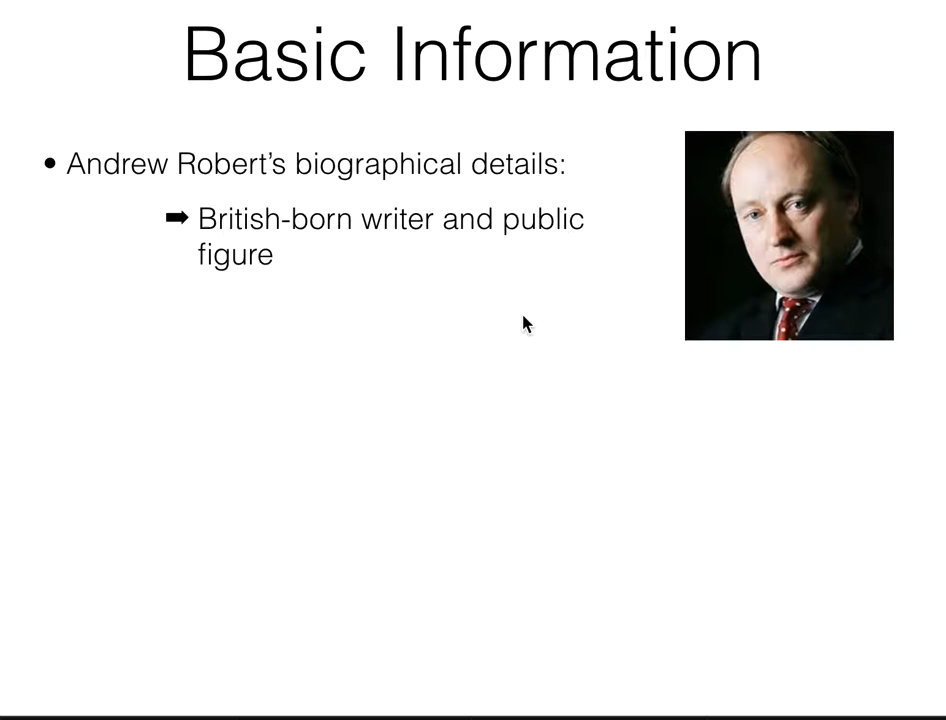 Basic Information
• Andrew Robert’s biographical details:
➡ British-born writer and public
figure